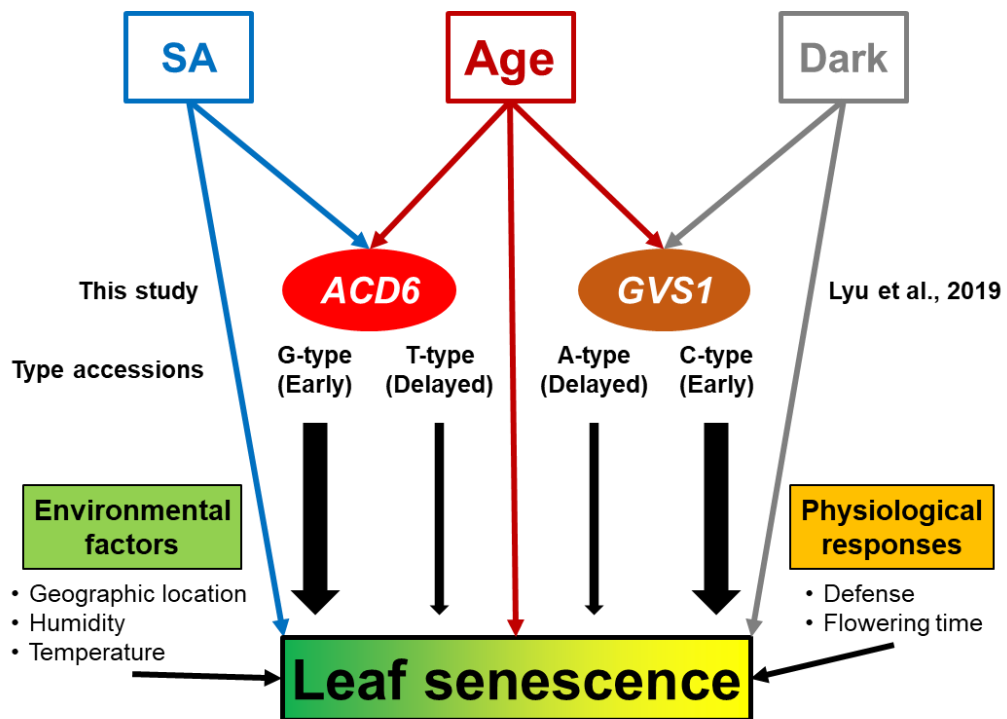 SA
Age
Dark
This study
ACD6
GVS1
Lyu et al., 2019
Type accessions
G-type
(Early)
T-type
(Delayed)
A-type
(Delayed)
C-type
(Early)
Environmental
factors
• Geographic location
• Humidity
• Temperature
Physiological
responses
• Defense
• Flowering time
Leaf senescence